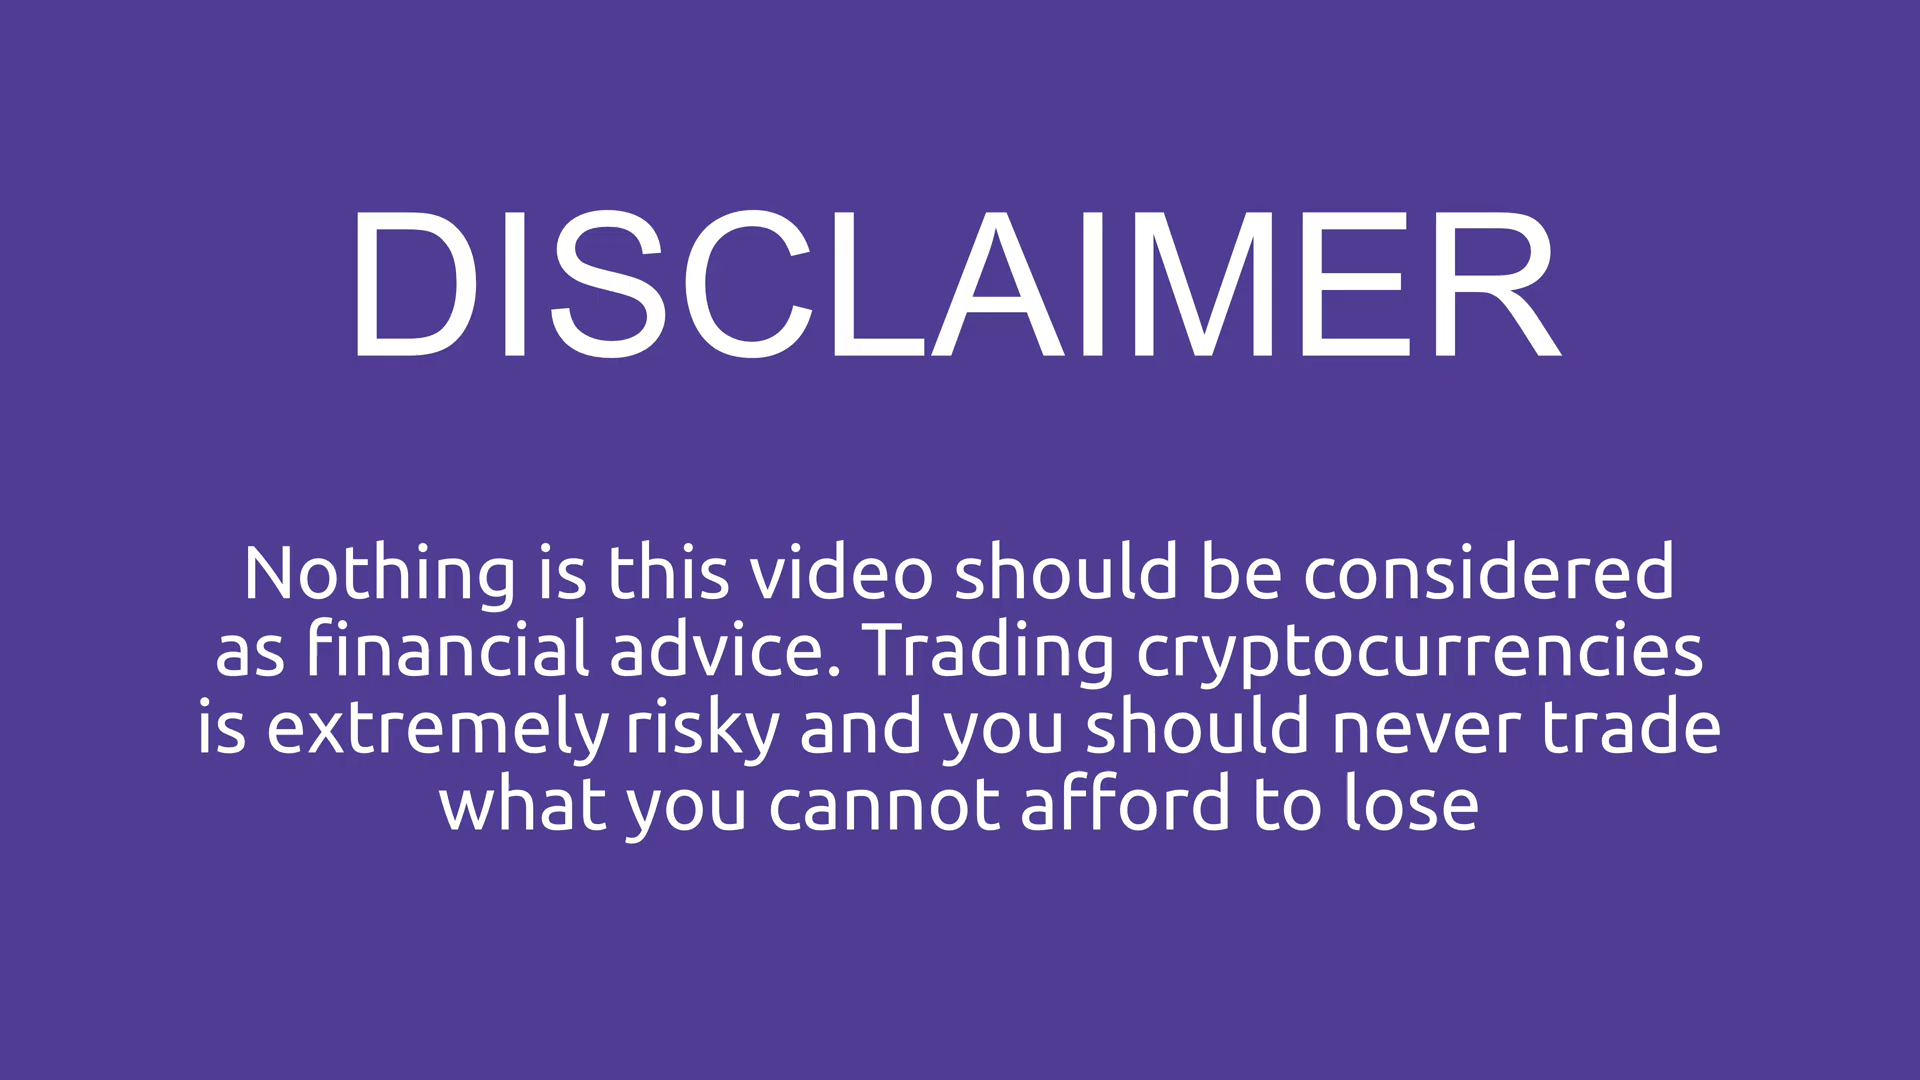 DISCLAIMER
Nothing is this video should be considered
as financial advice. Trading cryptocurrencies
is extremely risky and you should never trade
what you cannot afford to lose